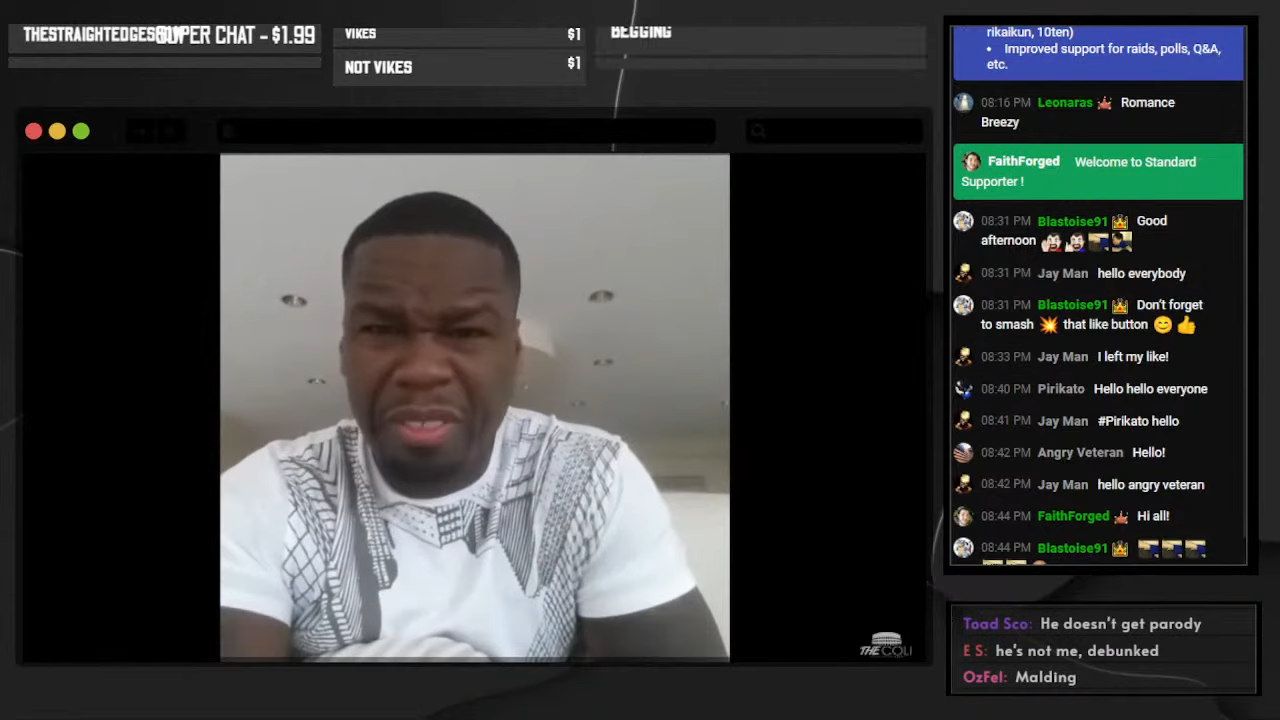 SUPER CHAT - $1.99
VIKES $1
NOT VIKES $1
BEGGING
rikaikun, 10ten)
• Improved support for raids, polls, Q&A,
etc.
08:16 PM Leonaras Romance
Breezy
FaithForged Welcome to Standard
Supporter !
08:31 PM Blastoise91 Good
afternoon
08:31 PM Jay Man hello everybody
08:31 PM Blastoise91 Don't forget
to smash 💥 that like button 😊 👍
08:33 PM Jay Man I left my like!
08:40 PM Pirikato Hello hello everyone
08:41 PM Jay Man #Pirikato hello
08:42 PM Angry Veteran Hello!
08:42 PM Jay Man hello angry veteran
08:44 PM FaithForged Hi all!
08:44 PM Blastoise91
Toad Sco: He doesn't get parody
E S: he's not me, debunked
OzFel: Malding
THE COLI